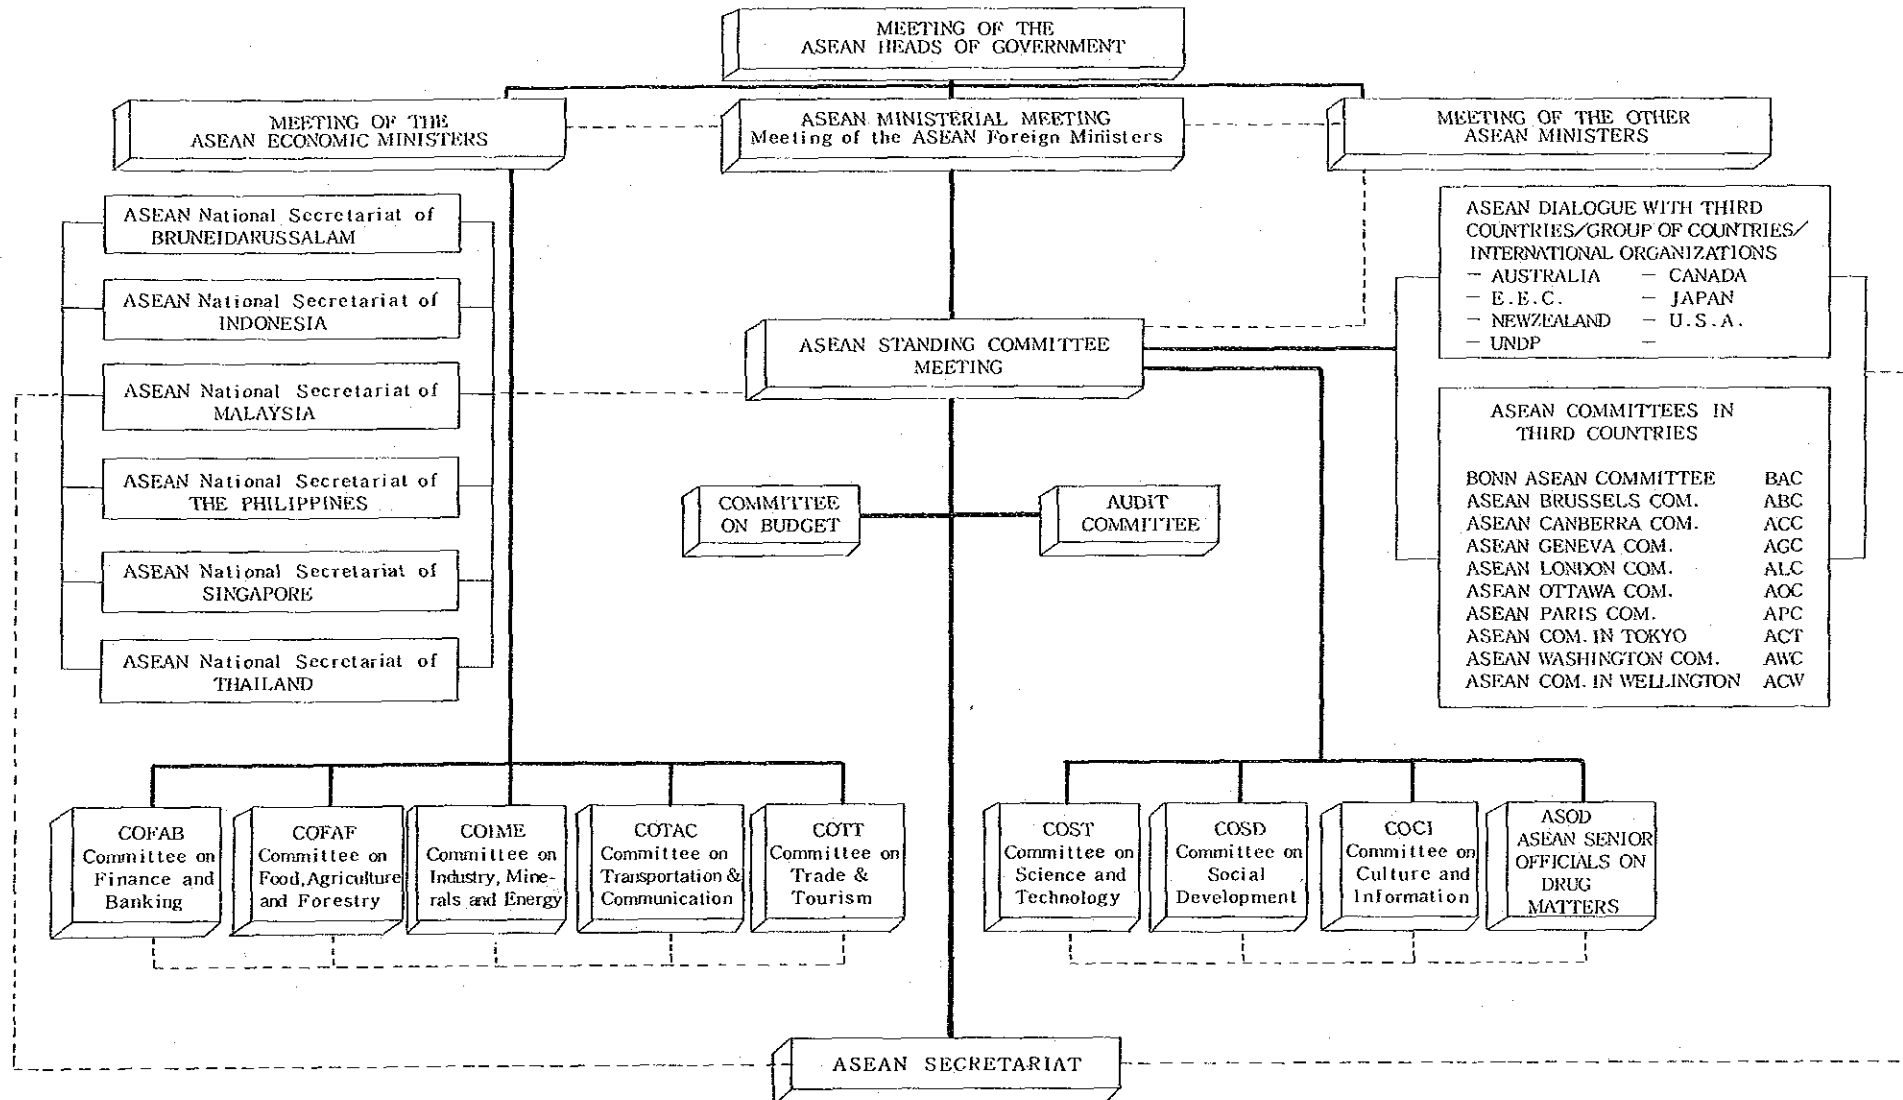 MEETING OF THE
ASEAN HEADS OF GOVERNMENT
MEETING OF THE
ASEAN ECONOMIC MINISTERS
ASEAN MINISTERIAL MEETING
Meeting of the ASEAN Foreign Ministers
MEETING OF THE OTHER
ASEAN MINISTERS
ASEAN National Secretariat of
BRUNEIDARUSSALAM
ASEAN National Secretariat of
INDONESIA
ASEAN National Secretariat of
MALAYSIA
ASEAN National Secretariat of
THE PHILIPPINES
ASEAN National Secretariat of
SINGAPORE
ASEAN National Secretariat of
THAILAND
ASEAN STANDING COMMITTEE
MEETING
ASEAN DIALOGUE WITH THIRD
COUNTRIES/GROUP OF COUNTRIES/
INTERNATIONAL ORGANIZATIONS
- AUSTRALIA - CANADA
- E.E.C. - JAPAN
- NEWZEALAND - U.S.A.
- UNDP -
ASEAN COMMITTEES IN
THIRD COUNTRIES
BONN ASEAN COMMITTEE BAC
ASEAN BRUSSELS COM. ABC
ASEAN CANBERRA COM. ACC
ASEAN GENEVA COM. AGC
ASEAN LONDON COM. ALC
ASEAN OTTAWA COM. AOC
ASEAN PARIS COM. APC
ASEAN COM. IN TOKYO ACT
ASEAN WASHINGTON COM. AWC
ASEAN COM. IN WELLINGTON ACW
COMMITTEE
ON BUDGET
AUDIT
COMMITTEE
COFAB
Committee on
Finance and
Banking
COFAF
Committee on
Food,Agriculture
and Forestry
COIME
Committee on
Industry, Mine-
rals and Energy
COTAC
Committee on
Transportation &
Communication
COTT
Committee on
Trade &
Tourism
COST
Committee on
Science and
Technology
COSD
Committee on
Social
Development
COCI
Committee on
Culture and
Information
ASOD
ASEAN SENIOR
OFFICIALS ON
DRUG
MATTERS
ASEAN SECRETARIAT